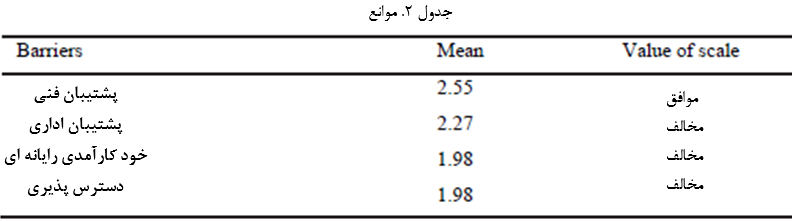 جدول ۲. موانع
Barriers Mean Value of scale
پشتیبان فنی 2.55 موافق
پشتیبان اداری 2.27 مخالف
خود کارآمدی رایانه ای 1.98 مخالف
دسترس پذیری 1.98 مخالف